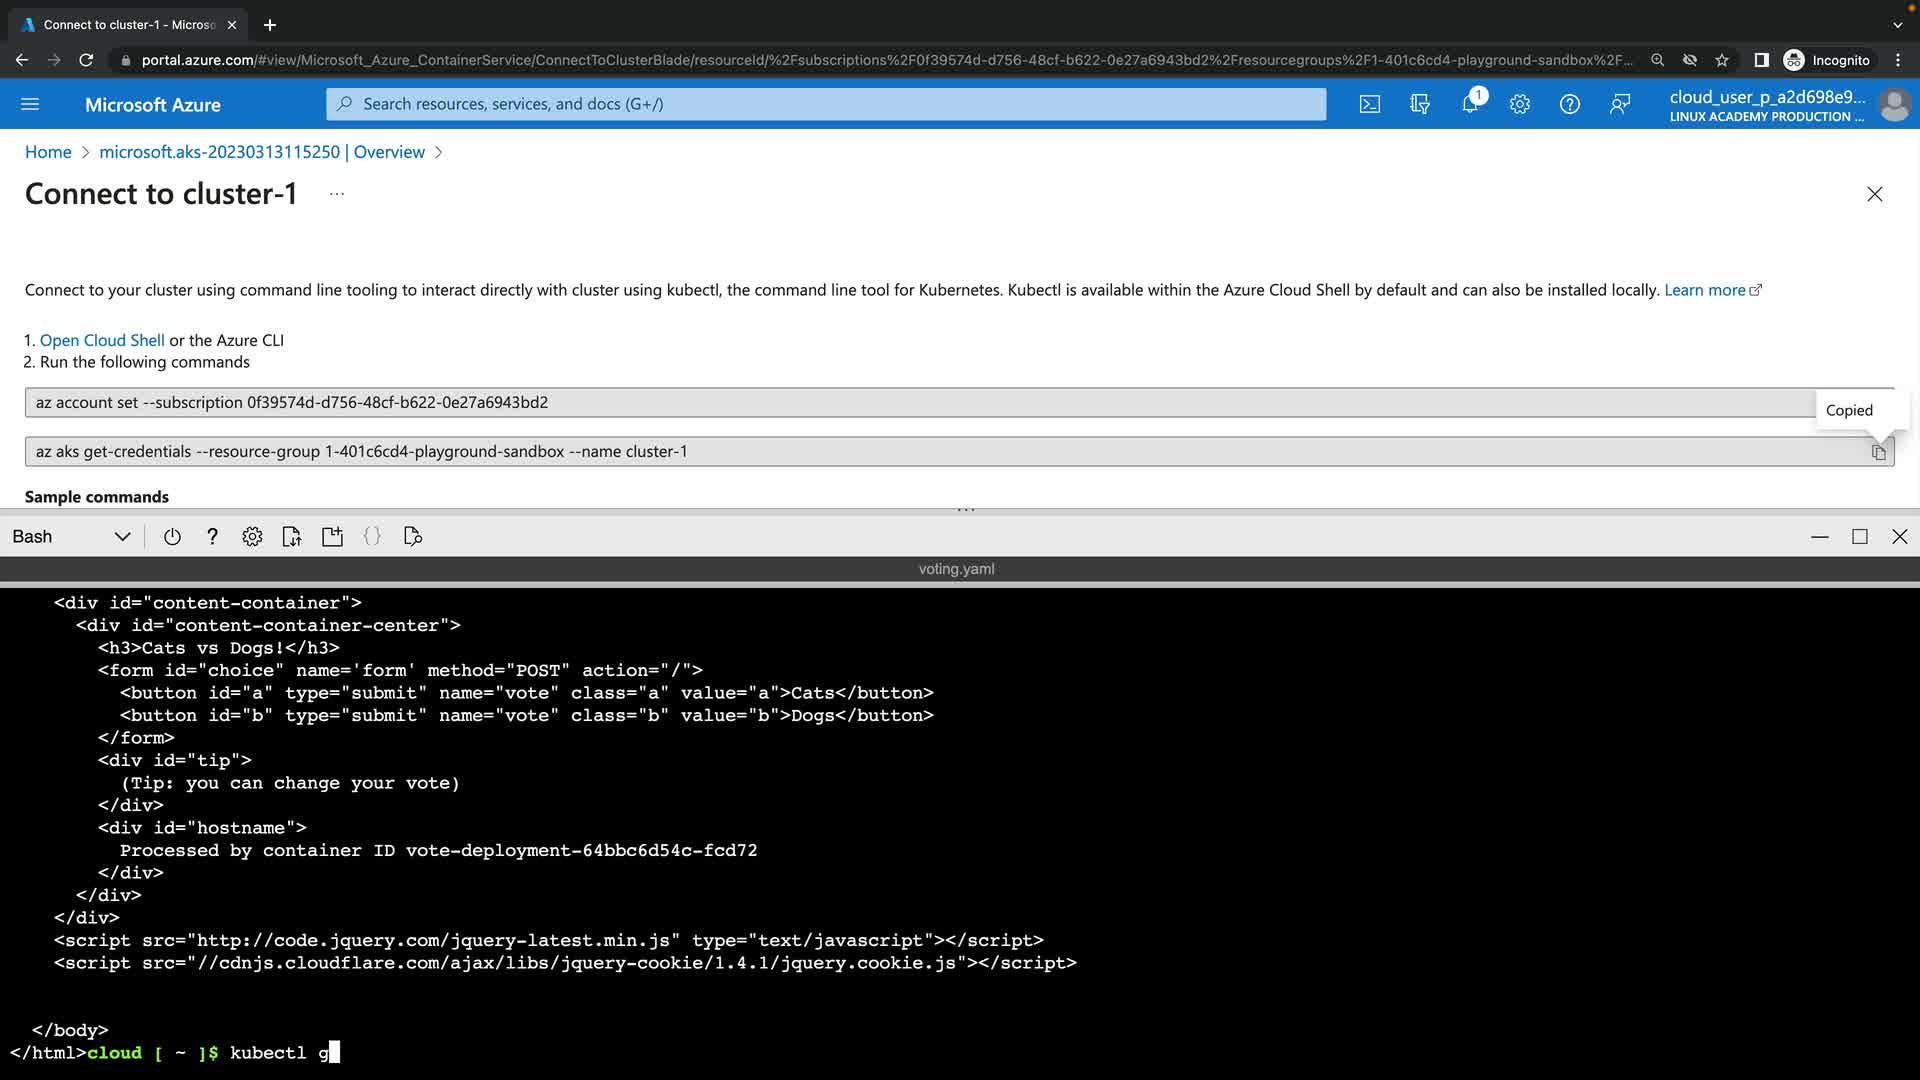 Connect to cluster-1 - Microso
portal.azure.com/#view/Microsoft_Azure_ContainerService/ConnectToClusterBlade/resourceId/%2Fsubscriptions%2F0f39574d-d756-48cf-b622-0e27a6943bd2%2Fresourcegroups%2F1-401c6cd4-playground-sandbox%2F...
Incognito
Microsoft Azure
Search resources, services, and docs (G+/)
1
cloud_user_p_a2d698e9...
LINUX ACADEMY PRODUCTION ...
Home > microsoft.aks-20230313115250 | Overview >
Connect to cluster-1 ...
Connect to your cluster using command line tooling to interact directly with cluster using kubectl, the command line tool for Kubernetes. Kubectl is available within the Azure Cloud Shell by default and can also be installed locally. Learn more
1. Open Cloud Shell or the Azure CLI
2. Run the following commands
az account set --subscription 0f39574d-d756-48cf-b622-0e27a6943bd2
Copied
az aks get-credentials --resource-group 1-401c6cd4-playground-sandbox --name cluster-1
Sample commands
Bash
voting.yaml
<div id="content-container">
<div id="content-container-center">
<h3>Cats vs Dogs!</h3>
<form id="choice" name='form' method="POST" action="/">
<button id="a" type="submit" name="vote" class="a" value="a">Cats</button>
<button id="b" type="submit" name="vote" class="b" value="b">Dogs</button>
</form>
<div id="tip">
(Tip: you can change your vote)
</div>
<div id="hostname">
Processed by container ID vote-deployment-64bbc6d54c-fcd72
</div>
</div>
</div>
<script src="http://code.jquery.com/jquery-latest.min.js" type="text/javascript"></script>
<script src="//cdnjs.cloudflare.com/ajax/libs/jquery-cookie/1.4.1/jquery.cookie.js"></script>
</body>
</html>cloud [ ~ ]$ kubectl g